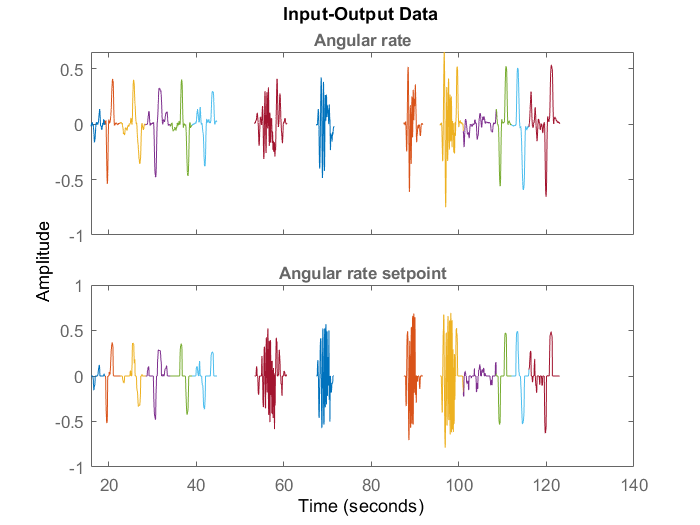 Input-Output Data
Angular rate
0.5
0
-0.5
-1
Amplitude
Angular rate setpoint
1
0.5
0
-0.5
-1
20 40 60 80 100 120 140
Time (seconds)